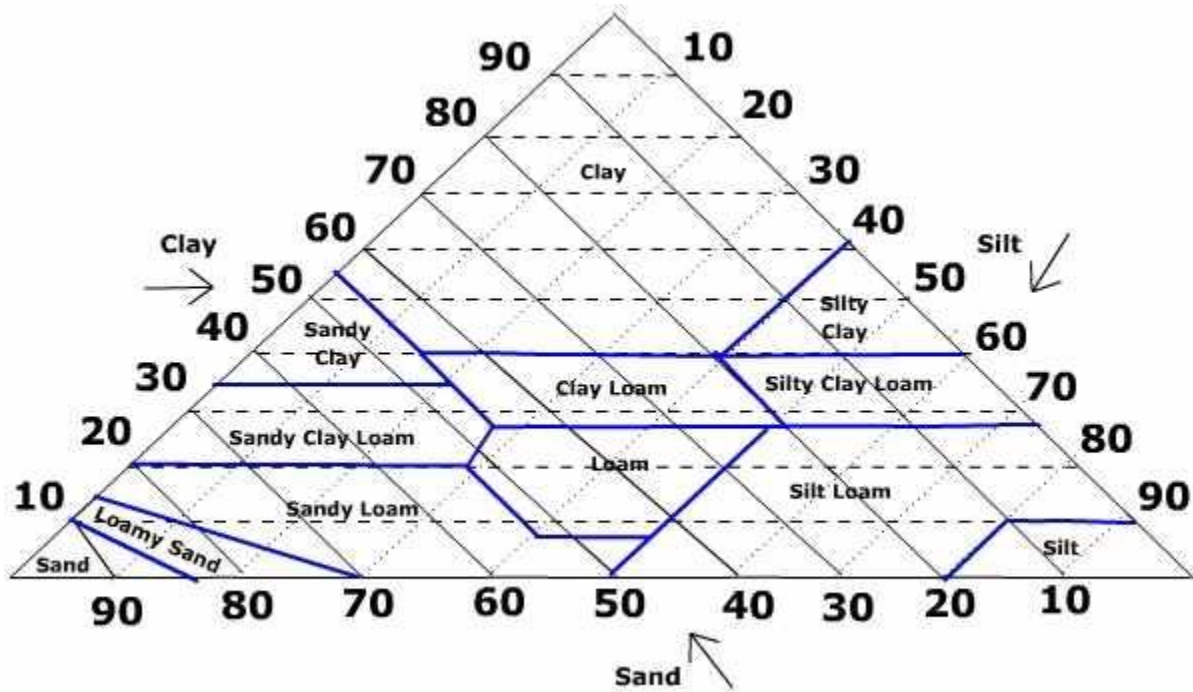 90 10
80 20
Clay
70 30
60 40
Clay Silt
50 50
Silty
Clay
Sandy
Clay
40 60
30 70
Clay Loam Silty Clay Loam
20 80
Sandy Clay Loam
Loam
Silt Loam
10 90
Sandy Loam
Loamy Sand
Sand Silt
90 80 70 60 50 40 30 20 10
Sand